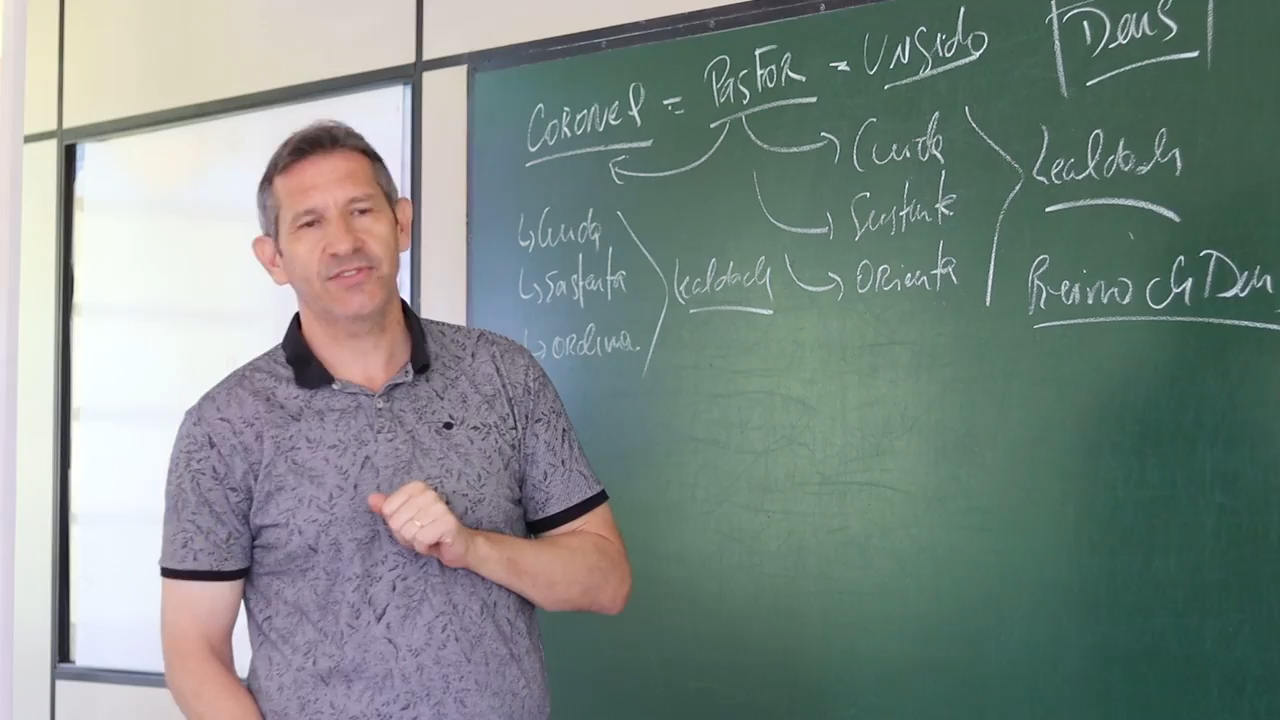 CORONEL = PASTOR = UNGIDO Deus
↳ Cuida
↳ Sustenta
↳ ORDENA
Lealdade
Cuida
Sustenta
ORIENTA
Lealdade
Reino de Deus